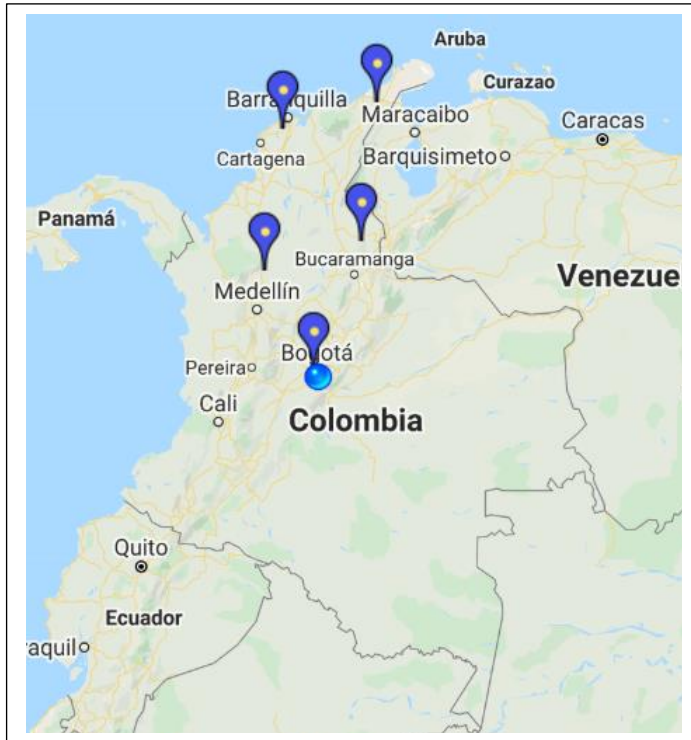 Aruba
Curazao
Barranquilla
Maracaibo
Caracas
Cartagena
Barquisimeto
Panamá
Bucaramanga
Venezue
Medellín
Bogotá
Pereira
Cali
Colombia
Quito
Ecuador
aquil